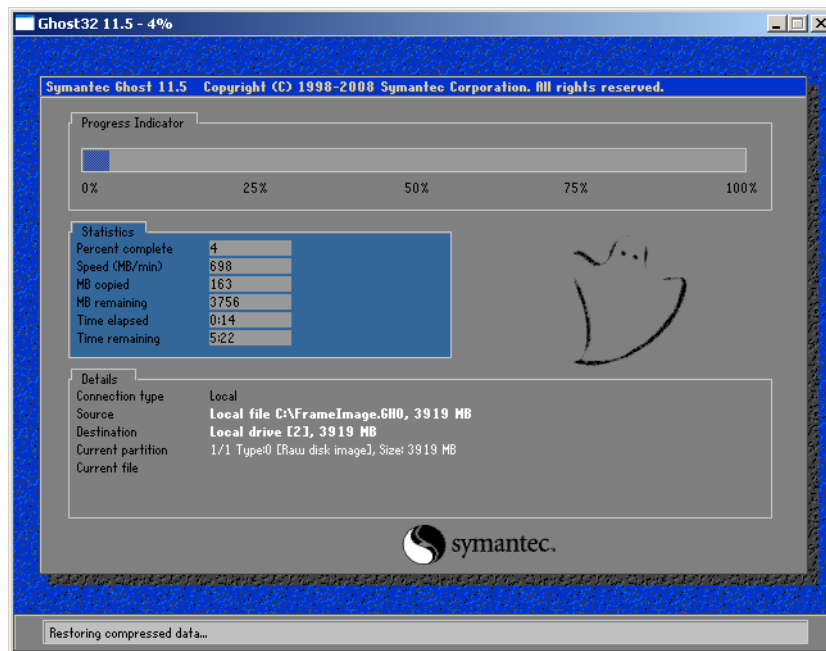 Ghost32 11.5 - 4%
Symantec Ghost 11.5 Copyright (C) 1998-2008 Symantec Corporation. All rights reserved.
Progress Indicator
0% 25% 50% 75% 100%
Statistics
Percent complete 4
Speed (MB/min) 698
MB copied 163
MB remaining 3756
Time elapsed 0:14
Time remaining 5:22
Details
Connection type Local
Source Local file C:\FrameImage.GHO, 3919 MB
Destination Local drive [2], 3919 MB
Current partition 1/1 Type:0 [Raw disk image], Size: 3919 MB
Current file
symantec.
Restoring compressed data...